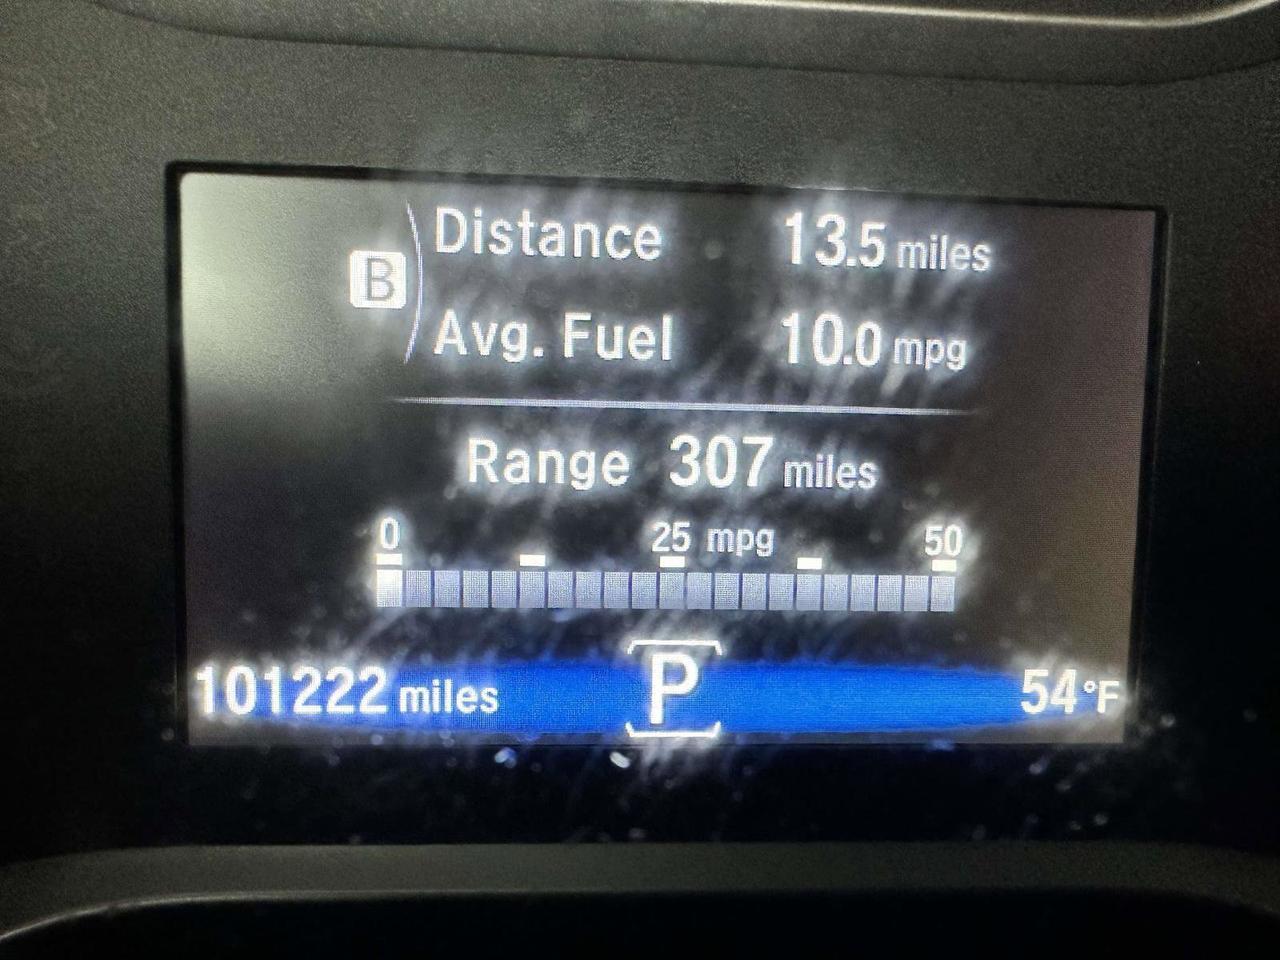 B
Distance 13.5 miles
Avg. Fuel 10.0 mpg
Range 307 miles
0 25 mpg 50
101222 miles P 54°F